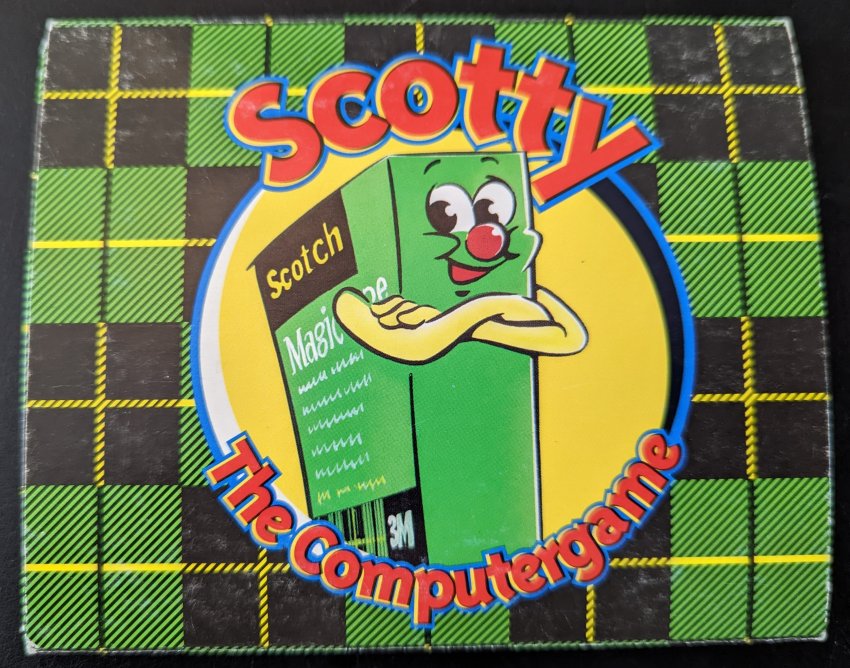 Scotty
Scotch
Magic
3M
The Computergame